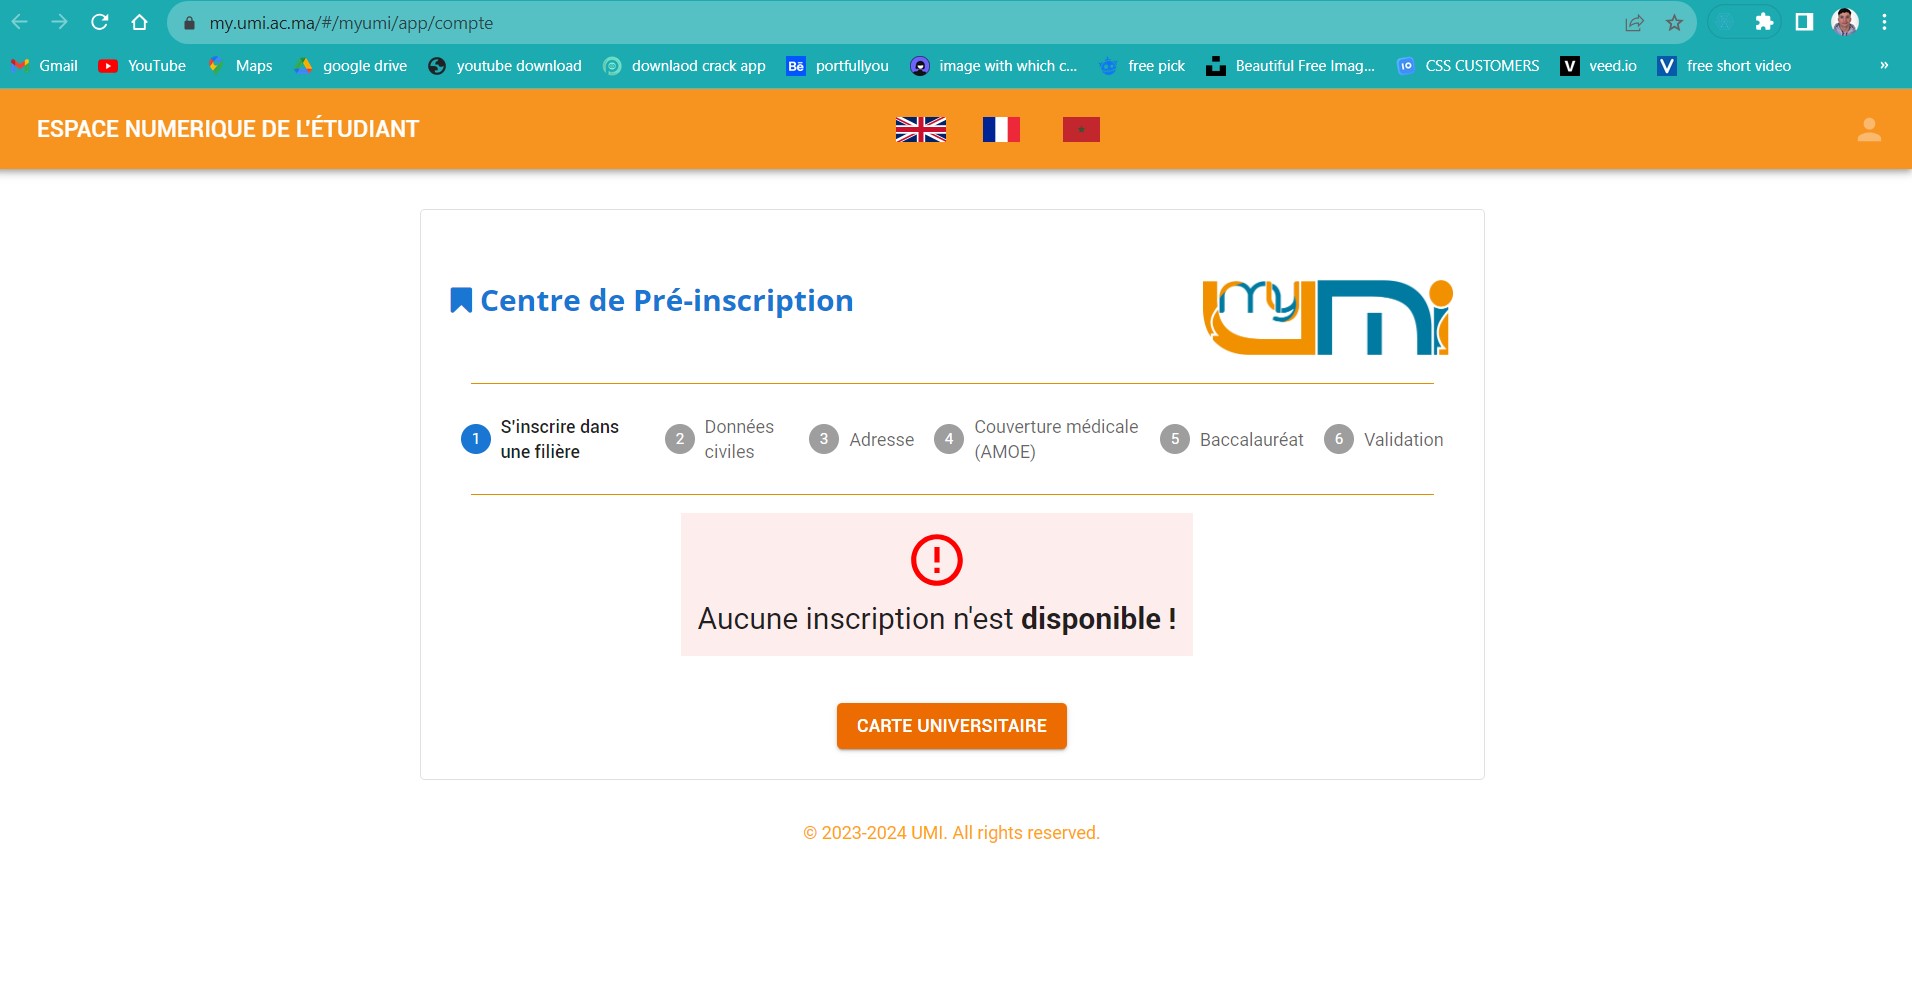 my.umi.ac.ma/#/myumi/app/compte
Gmail YouTube Maps google drive youtube download downlaod crack app Bē portfullyou image with which c... free pick Beautiful Free Imag... CSS CUSTOMERS V veed.io V free short video »
ESPACE NUMERIQUE DE L'ÉTUDIANT
Centre de Pré-inscription
my UMi
1 S'inscrire dans
une filière
2 Données
civiles
3 Adresse
4 Couverture médicale
(AMOE)
5 Baccalauréat
6 Validation
Aucune inscription n'est disponible !
CARTE UNIVERSITAIRE
© 2023-2024 UMI. All rights reserved.